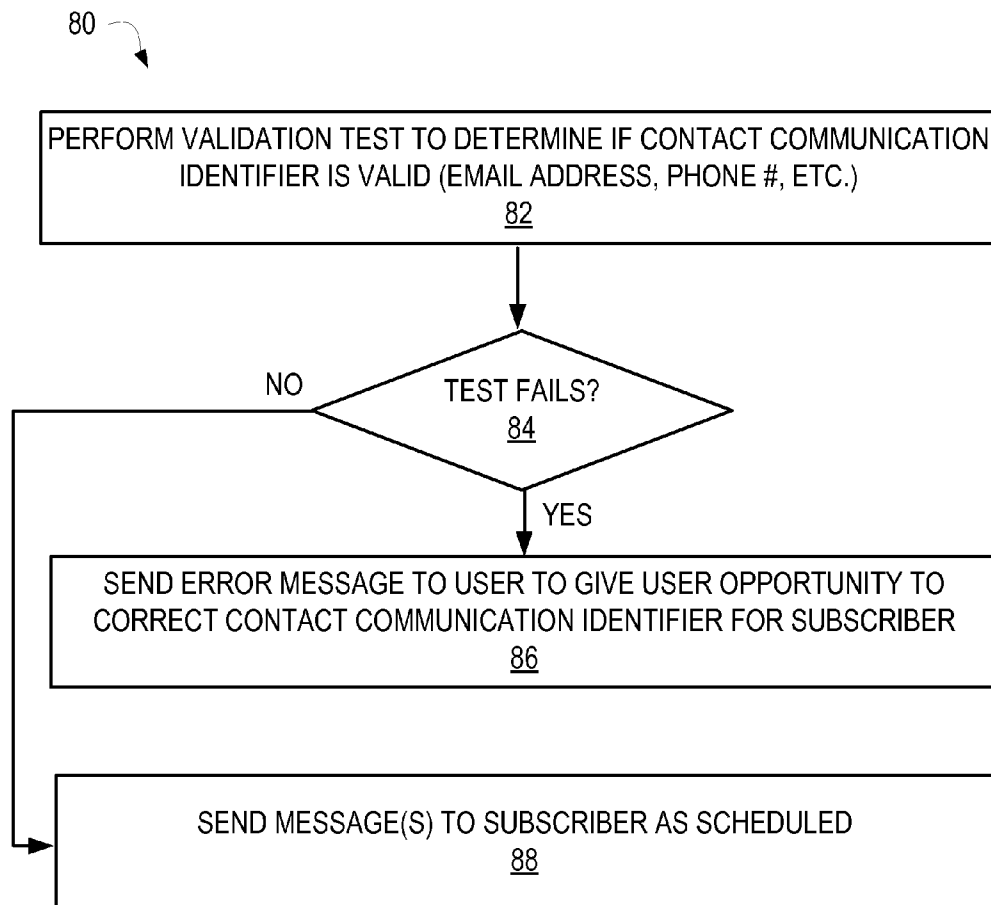 80
PERFORM VALIDATION TEST TO DETERMINE IF CONTACT COMMUNICATION
IDENTIFIER IS VALID (EMAIL ADDRESS, PHONE #, ETC.)
82
NO
TEST FAILS?
84
YES
SEND ERROR MESSAGE TO USER TO GIVE USER OPPORTUNITY TO
CORRECT CONTACT COMMUNICATION IDENTIFIER FOR SUBSCRIBER
86
SEND MESSAGE(S) TO SUBSCRIBER AS SCHEDULED
88